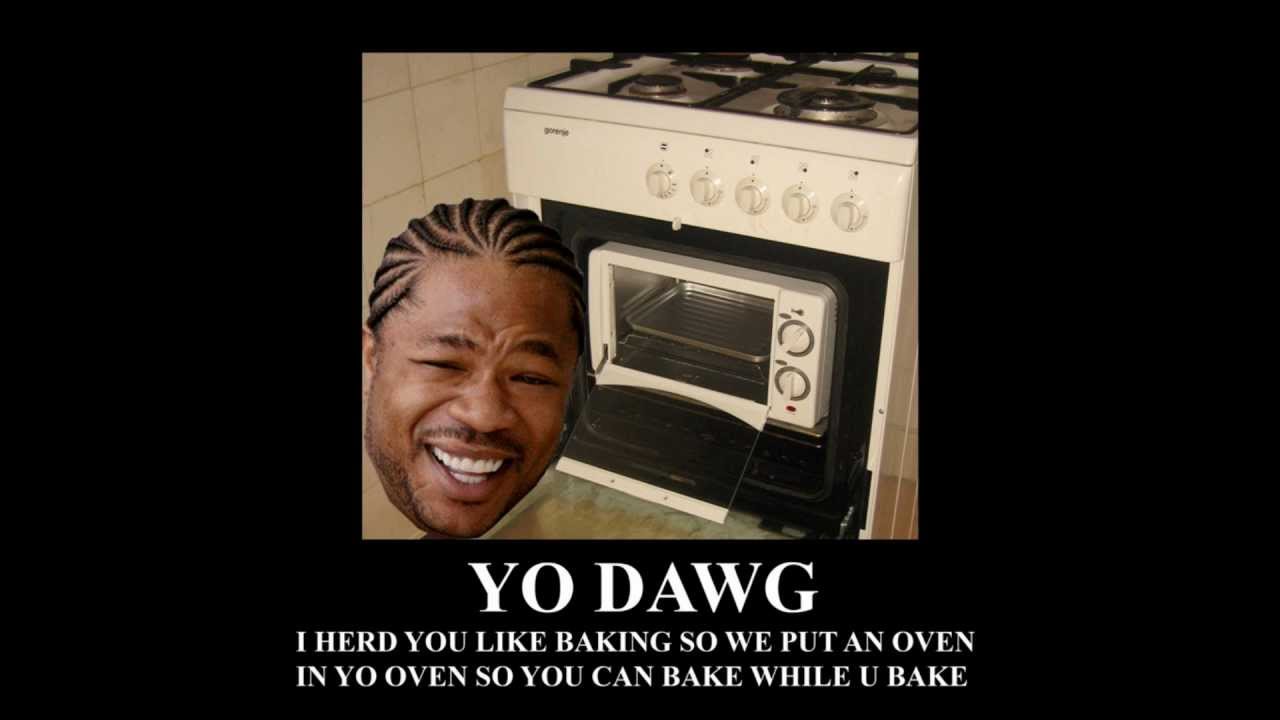 gorenje
YO DAWG
I HERD YOU LIKE BAKING SO WE PUT AN OVEN
IN YO OVEN SO YOU CAN BAKE WHILE U BAKE